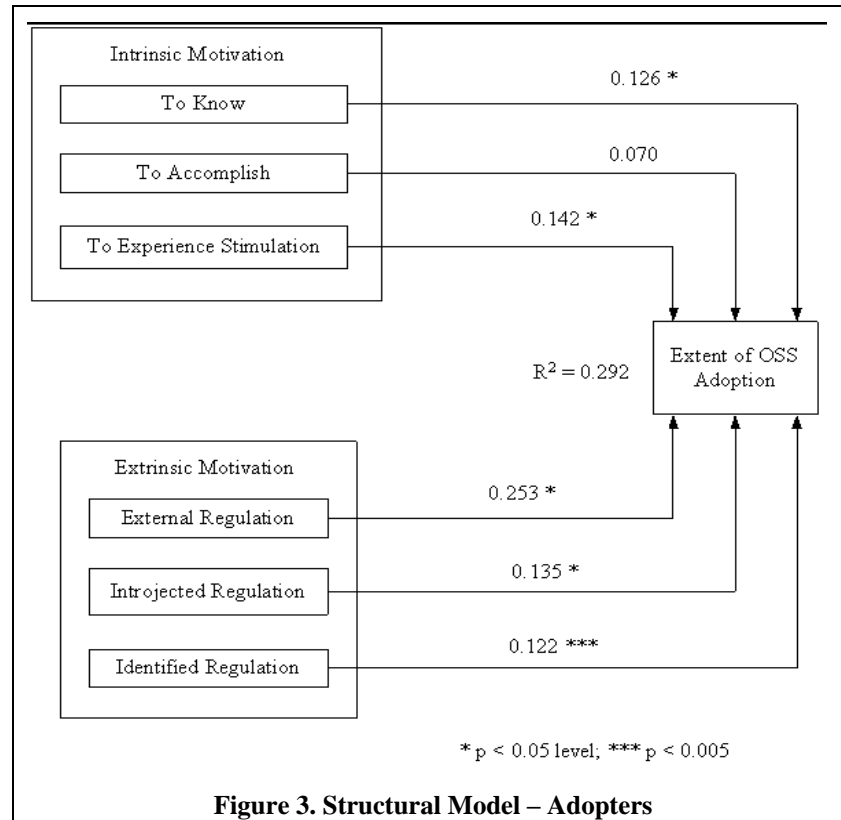 Intrinsic Motivation
To Know
0.126 *
To Accomplish
0.070
To Experience Stimulation
0.142 *
Extent of OSS
Adoption
R² = 0.292
Extrinsic Motivation
External Regulation
0.253 *
Introjected Regulation
0.135 *
Identified Regulation
0.122 ***
* p < 0.05 level; *** p < 0.005
Figure 3. Structural Model – Adopters